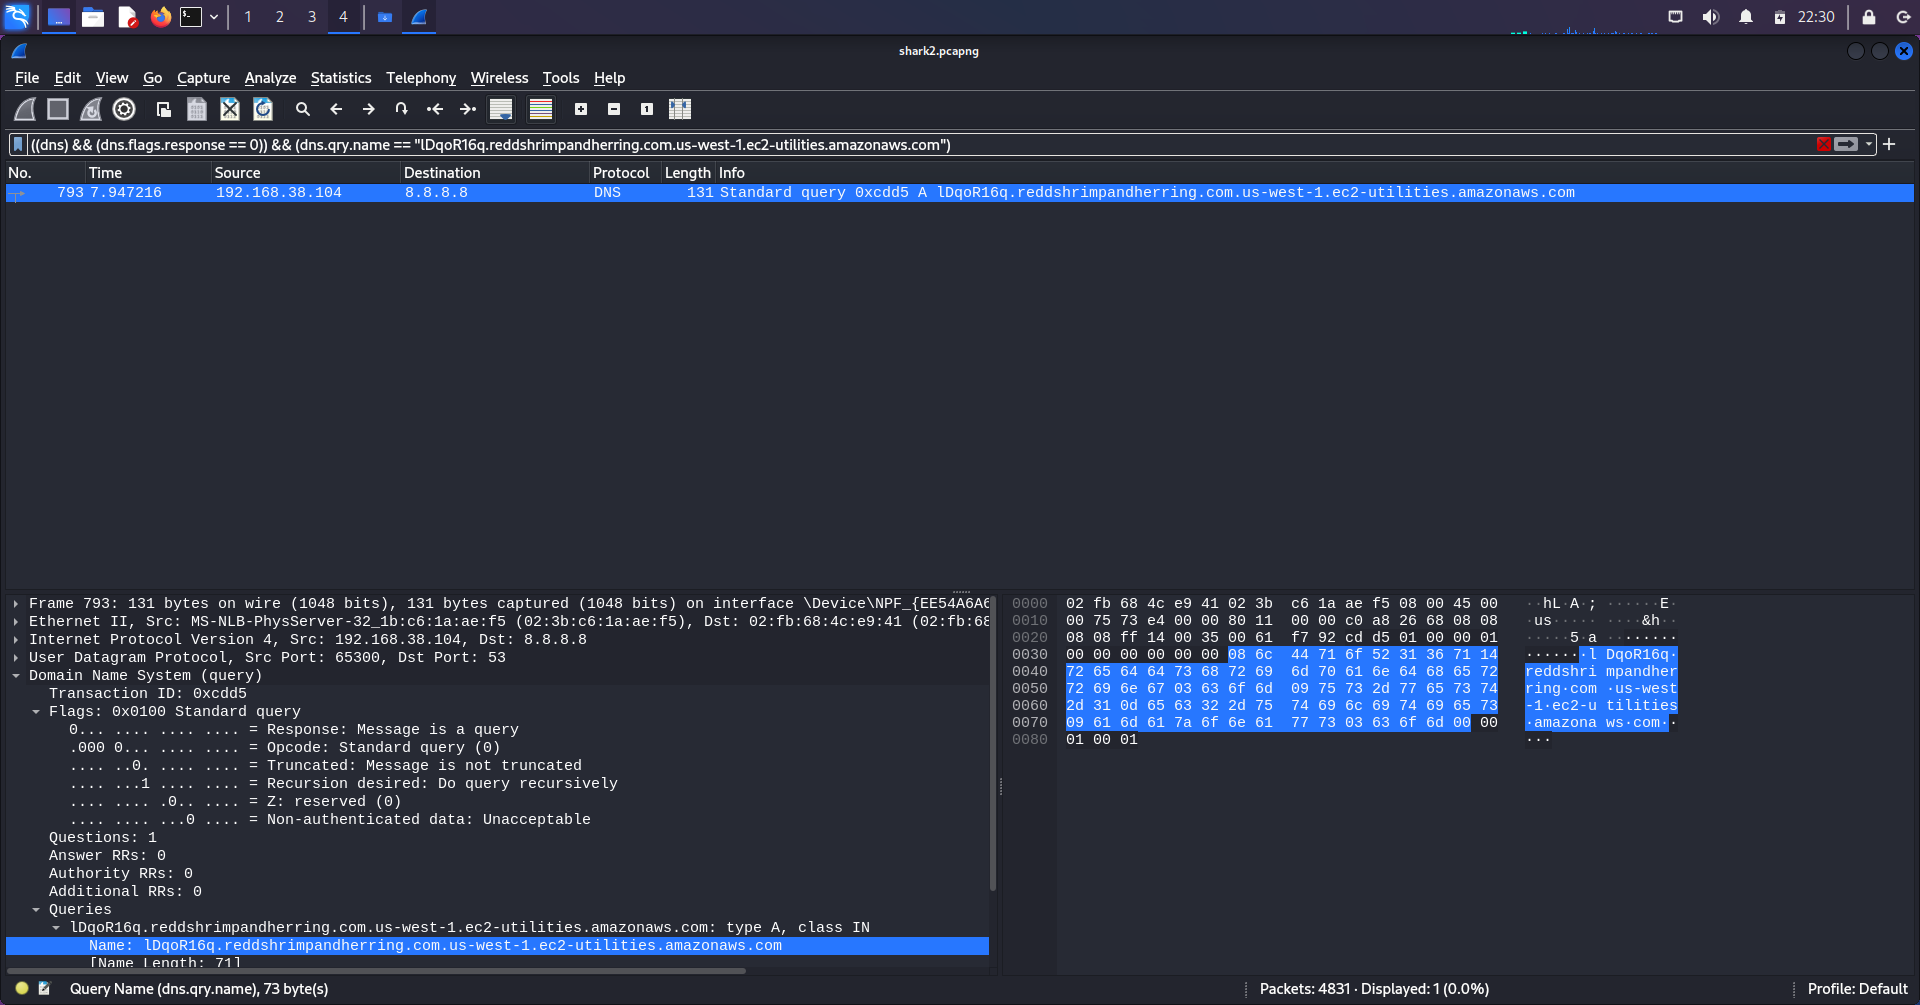 1 2 3 4 22:30
shark2.pcapng
File Edit View Go Capture Analyze Statistics Telephony Wireless Tools Help
((dns) && (dns.flags.response == 0)) && (dns.qry.name == "lDqoR16q.reddshrimpandherring.com.us-west-1.ec2-utilities.amazonaws.com")
No. Time Source Destination Protocol Length Info
793 7.947216 192.168.38.104 8.8.8.8 DNS 131 Standard query 0xcdd5 A lDqoR16q.reddshrimpandherring.com.us-west-1.ec2-utilities.amazonaws.com
Frame 793: 131 bytes on wire (1048 bits), 131 bytes captured (1048 bits) on interface \Device\NPF_{EE54A6A6
Ethernet II, Src: MS-NLB-PhysServer-32_1b:c6:1a:ae:f5 (02:3b:c6:1a:ae:f5), Dst: 02:fb:68:4c:e9:41 (02:fb:68
Internet Protocol Version 4, Src: 192.168.38.104, Dst: 8.8.8.8
User Datagram Protocol, Src Port: 65300, Dst Port: 53
Domain Name System (query)
Transaction ID: 0xcdd5
Flags: 0x0100 Standard query
0... .... .... .... = Response: Message is a query
.000 0... .... .... = Opcode: Standard query (0)
.... ..0. .... .... = Truncated: Message is not truncated
.... ...1 .... .... = Recursion desired: Do query recursively
.... .... .0.. .... = Z: reserved (0)
.... .... ...0 .... = Non-authenticated data: Unacceptable
Questions: 1
Answer RRs: 0
Authority RRs: 0
Additional RRs: 0
Queries
lDqoR16q.reddshrimpandherring.com.us-west-1.ec2-utilities.amazonaws.com: type A, class IN
Name: lDqoR16q.reddshrimpandherring.com.us-west-1.ec2-utilities.amazonaws.com
[Name Length: 71]
0000 02 fb 68 4c e9 41 02 3b c6 1a ae f5 08 00 45 00 ··hL·A·; ······E·
0010 00 75 73 e4 00 00 80 11 00 00 c0 a8 26 68 08 08 ·us····· ····&h··
0020 08 08 ff 14 00 35 00 61 f7 92 cd d5 01 00 00 01 ·····5·a ········
0030 00 00 00 00 00 00 08 6c 44 71 6f 52 31 36 71 14 ·······l DqoR16q·
0040 72 65 64 64 73 68 72 69 6d 70 61 6e 64 68 65 72 reddshri mpandher
0050 72 69 6e 67 03 63 6f 6d 09 75 73 2d 77 65 73 74 ring·com ·us-west
0060 2d 31 0d 65 63 32 2d 75 74 69 6c 69 74 69 65 73 -1·ec2-u tilities
0070 09 61 6d 61 7a 6f 6e 61 77 73 03 63 6f 6d 00 00 ·amazona ws·com··
0080 01 00 01 ···
Query Name (dns.qry.name), 73 byte(s) Packets: 4831 · Displayed: 1 (0.0%) Profile: Default